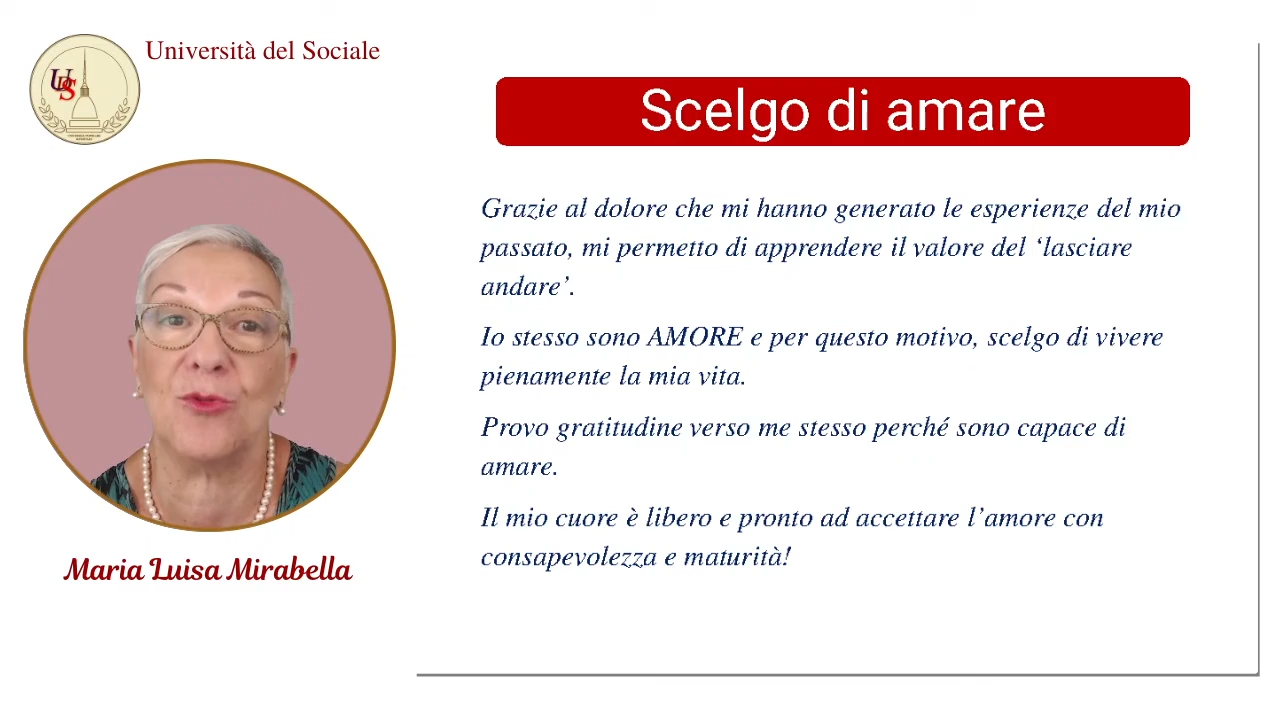 Università del Sociale
UDS
Scelgo di amare
Grazie al dolore che mi hanno generato le esperienze del mio
passato, mi permetto di apprendere il valore del ‘lasciare
andare’.
Io stesso sono AMORE e per questo motivo, scelgo di vivere
pienamente la mia vita.
Provo gratitudine verso me stesso perché sono capace di
amare.
Il mio cuore è libero e pronto ad accettare l’amore con
consapevolezza e maturità!
Maria Luisa Mirabella